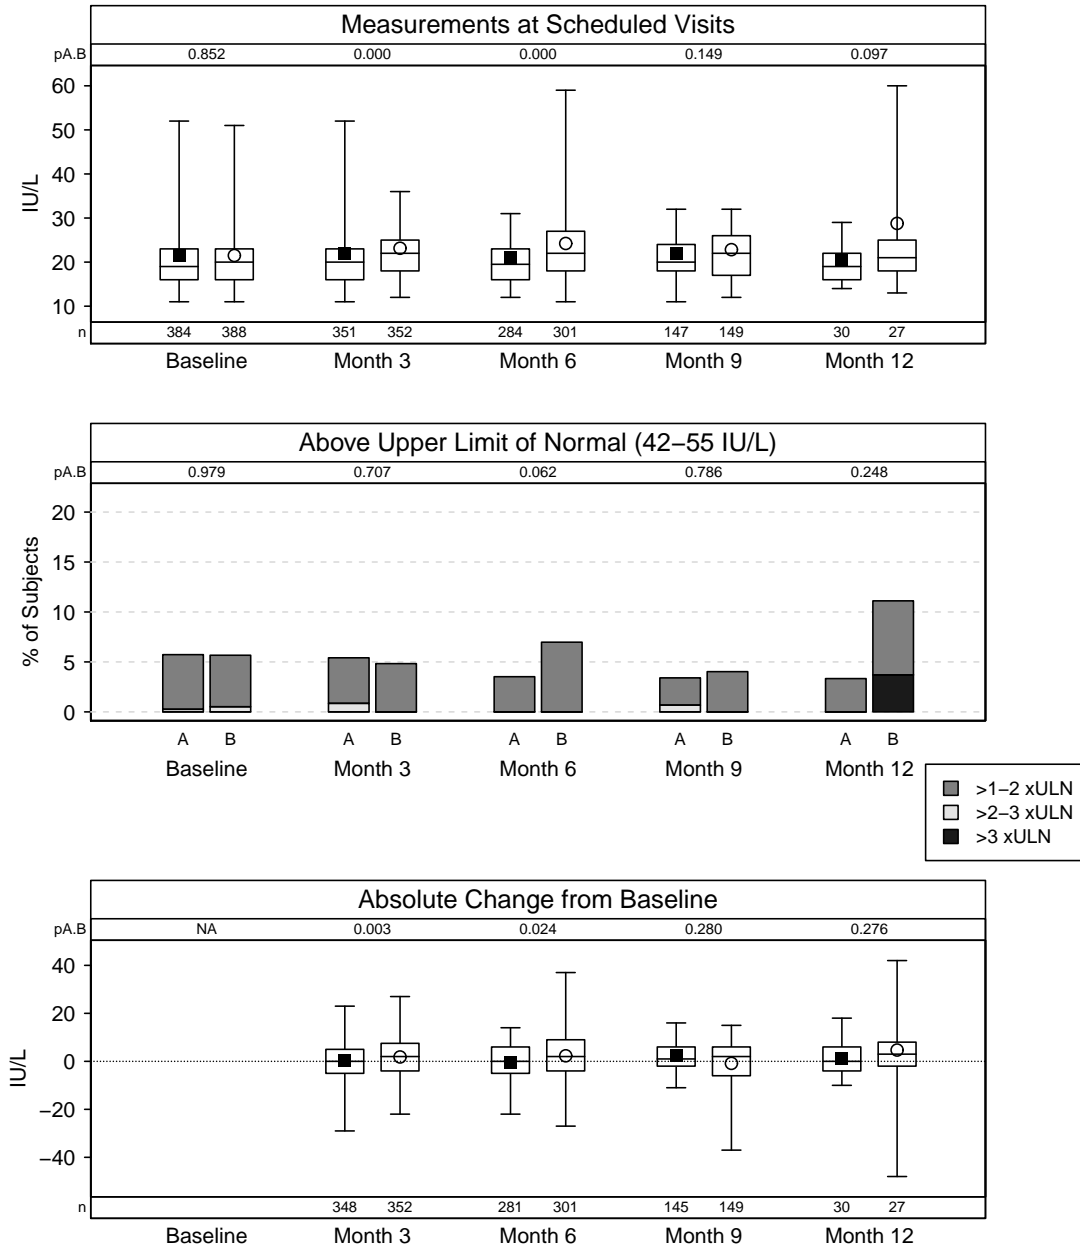 Measurements at Scheduled Visits
pA.B 0.852 0.000 0.000 0.149 0.097
60
50
40
30
20
10
IU/L
n 384 388 351 352 284 301 147 149 30 27
Baseline Month 3 Month 6 Month 9 Month 12
Above Upper Limit of Normal (42–55 IU/L)
pA.B 0.979 0.707 0.062 0.786 0.248
20
15
10
5
0
% of Subjects
A B A B A B A B A B
Baseline Month 3 Month 6 Month 9 Month 12
>1–2 xULN
>2–3 xULN
>3 xULN
Absolute Change from Baseline
pA.B NA 0.003 0.024 0.280 0.276
40
20
0
−20
−40
IU/L
n 348 352 281 301 145 149 30 27
Baseline Month 3 Month 6 Month 9 Month 12